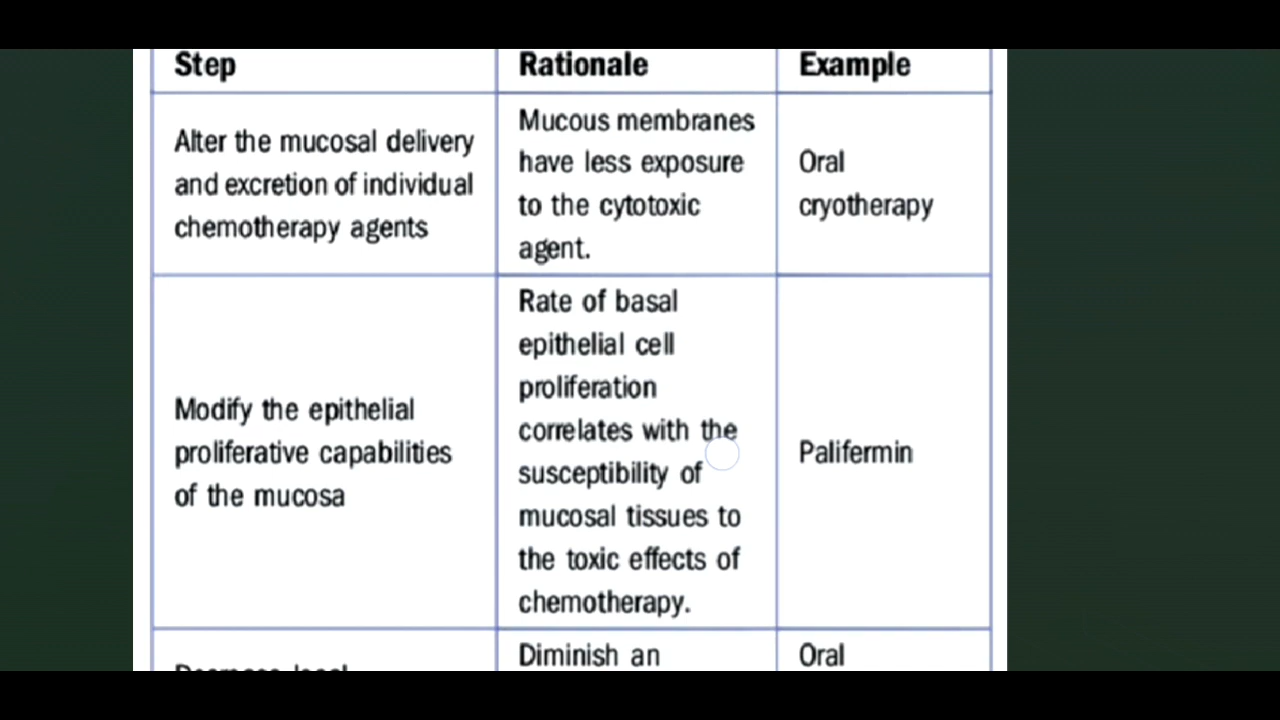 Step
Rationale
Example
Alter the mucosal delivery
and excretion of individual
chemotherapy agents
Mucous membranes
have less exposure
to the cytotoxic
agent.
Oral
cryotherapy
Modify the epithelial
proliferative capabilities
of the mucosa
Rate of basal
epithelial cell
proliferation
correlates with the
susceptibility of
mucosal tissues to
the toxic effects of
chemotherapy.
Palifermin
Diminish an
Oral